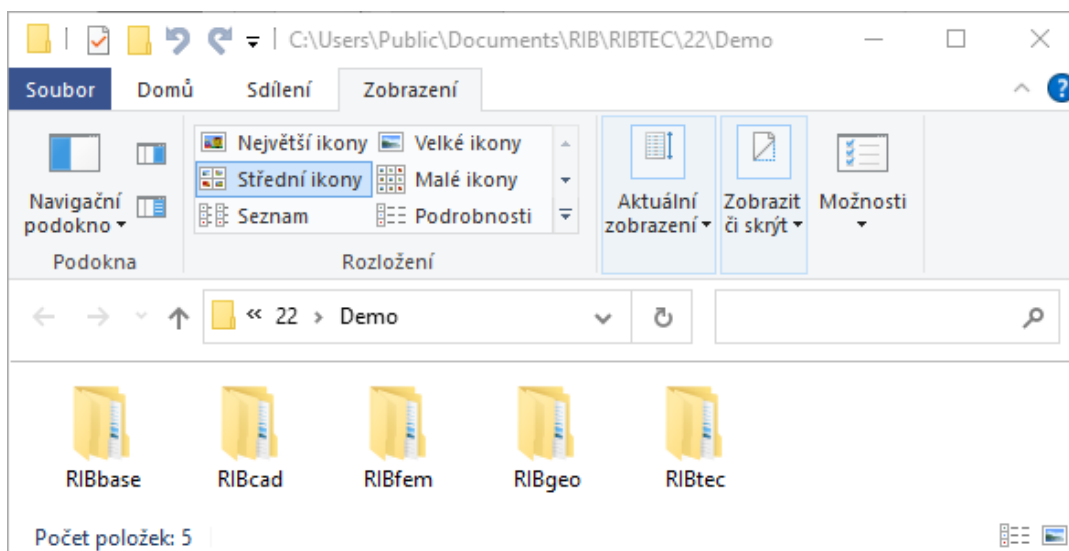 C:\Users\Public\Documents\RIB\RIBTEC\22\Demo
Soubor Domů Sdílení Zobrazení
Největší ikony Velké ikony
Střední ikony Malé ikony
Seznam Podrobnosti
Navigační podokno
Aktuální zobrazení
Zobrazit či skrýt
Možnosti
Podokna Rozložení
« 22 › Demo
RIBbase RIBcad RIBfem RIBgeo RIBtec
Počet položek: 5